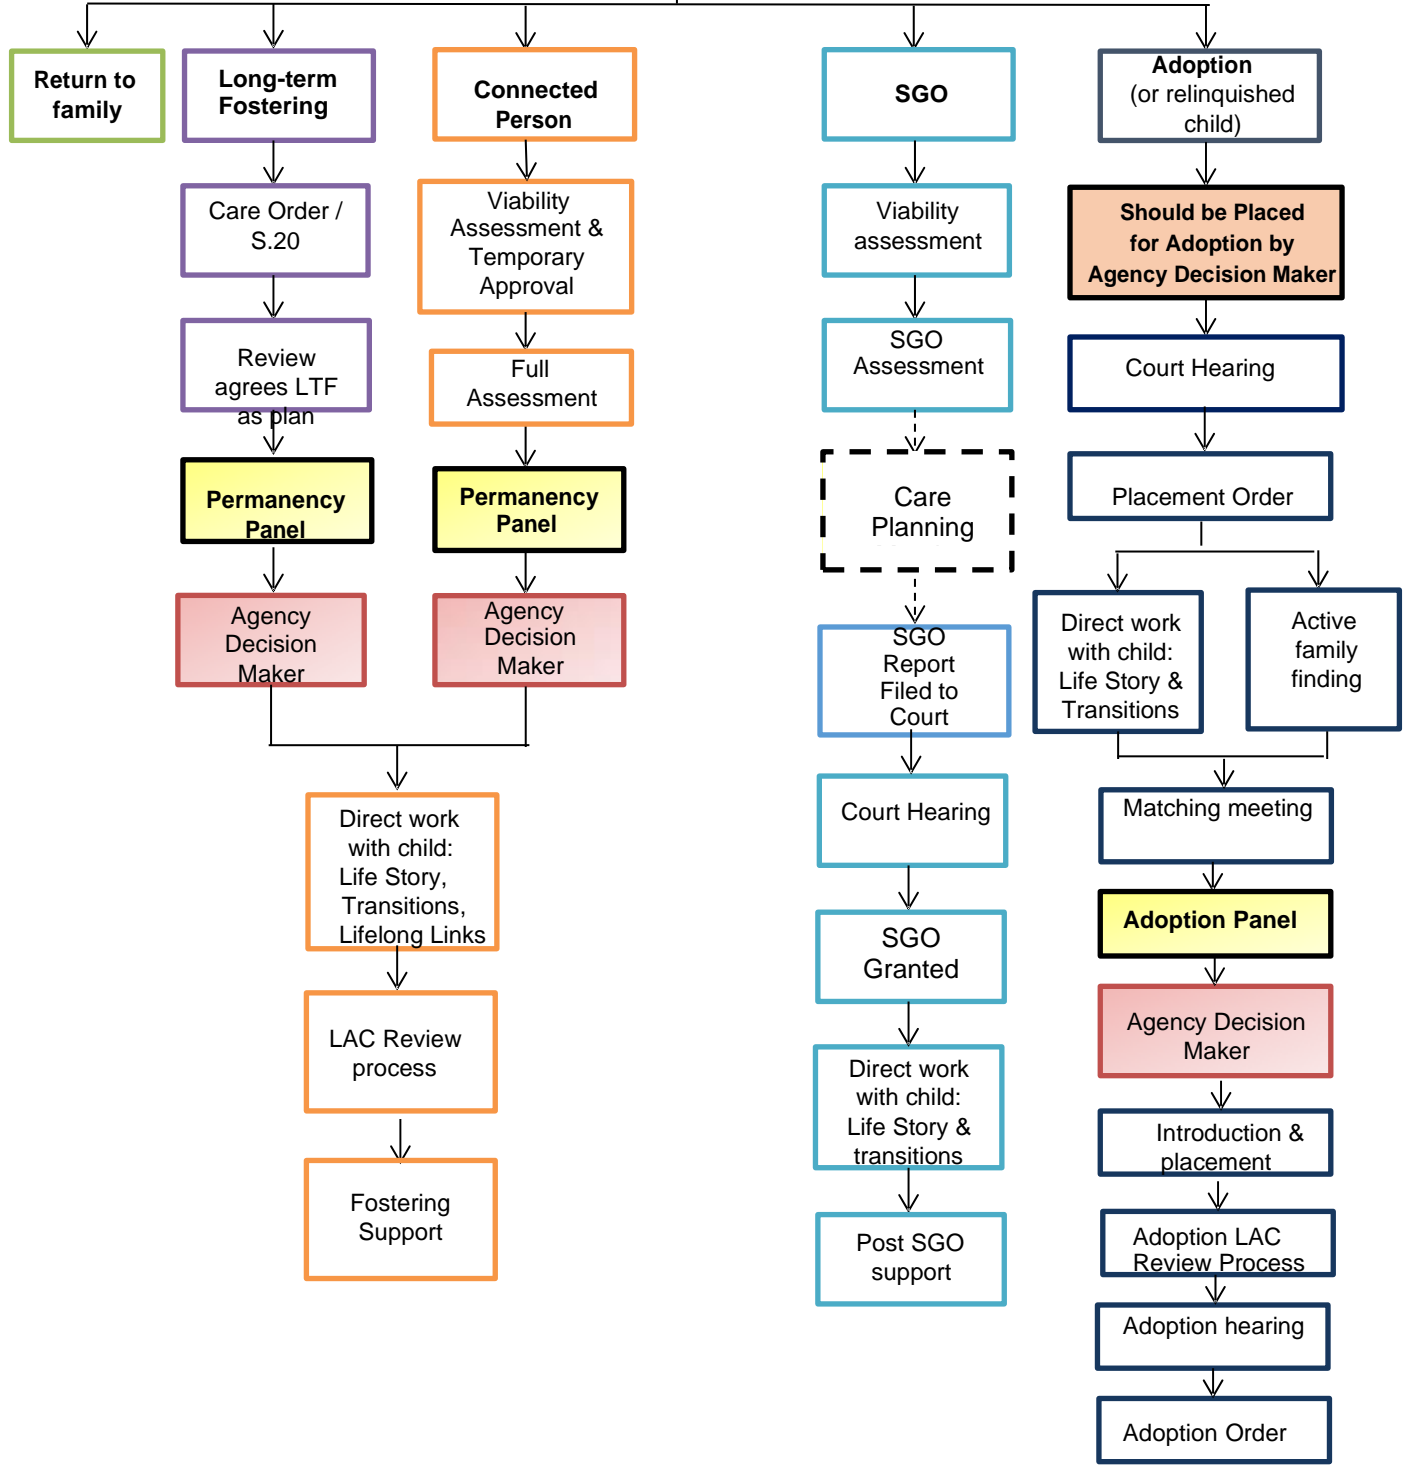 Return to
family
Long-term
Fostering
Care Order /
S.20
Review
agrees LTF
as plan
Permanency
Panel
Agency
Decision
Maker
Connected
Person
Viability
Assessment &
Temporary
Approval
Full
Assessment
Permanency
Panel
Agency
Decision
Maker
Direct work
with child:
Life Story,
Transitions,
Lifelong Links
LAC Review
process
Fostering
Support
SGO
Viability
assessment
SGO
Assessment
Care
Planning
SGO
Report
Filed to
Court
Court Hearing
SGO
Granted
Direct work
with child:
Life Story &
transitions
Post SGO
support
Adoption
(or relinquished
child)
Should be Placed
for Adoption by
Agency Decision Maker
Court Hearing
Placement Order
Direct work
with child:
Life Story &
Transitions
Active
family
finding
Matching meeting
Adoption Panel
Agency Decision
Maker
Introduction &
placement
Adoption LAC
Review Process
Adoption hearing
Adoption Order